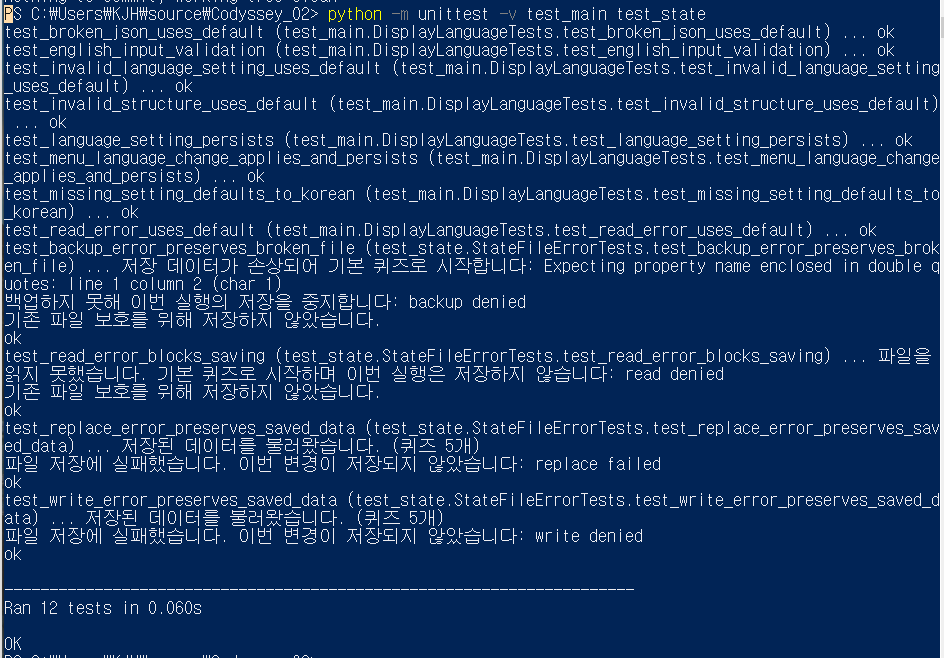 PS C:\Users\KJH\source\Codyssey_02> python -m unittest -v test_main test_state
test_broken_json_uses_default (test_main.DisplayLanguageTests.test_broken_json_uses_default) ... ok
test_english_input_validation (test_main.DisplayLanguageTests.test_english_input_validation) ... ok
test_invalid_language_setting_uses_default (test_main.DisplayLanguageTests.test_invalid_language_setting
_uses_default) ... ok
test_invalid_structure_uses_default (test_main.DisplayLanguageTests.test_invalid_structure_uses_default)
... ok
test_language_setting_persists (test_main.DisplayLanguageTests.test_language_setting_persists) ... ok
test_menu_language_change_applies_and_persists (test_main.DisplayLanguageTests.test_menu_language_change
_applies_and_persists) ... ok
test_missing_setting_defaults_to_korean (test_main.DisplayLanguageTests.test_missing_setting_defaults_to
_korean) ... ok
test_read_error_uses_default (test_main.DisplayLanguageTests.test_read_error_uses_default) ... ok
test_backup_error_preserves_broken_file (test_state.StateFileErrorTests.test_backup_error_preserves_brok
en_file) ... 저장 데이터가 손상되어 기본 퀴즈로 시작합니다: Expecting property name enclosed in double q
uotes: line 1 column 2 (char 1)
백업하지 못해 이번 실행의 저장을 중지합니다: backup denied
기존 파일 보호를 위해 저장하지 않았습니다.
ok
test_read_error_blocks_saving (test_state.StateFileErrorTests.test_read_error_blocks_saving) ... 파일을
읽지 못했습니다. 기본 퀴즈로 시작하며 이번 실행은 저장하지 않습니다: read denied
기존 파일 보호를 위해 저장하지 않았습니다.
ok
test_replace_error_preserves_saved_data (test_state.StateFileErrorTests.test_replace_error_preserves_sav
ed_data) ... 저장된 데이터를 불러왔습니다. (퀴즈 5개)
파일 저장에 실패했습니다. 이번 변경이 저장되지 않았습니다: replace failed
ok
test_write_error_preserves_saved_data (test_state.StateFileErrorTests.test_write_error_preserves_saved_d
ata) ... 저장된 데이터를 불러왔습니다. (퀴즈 5개)
파일 저장에 실패했습니다. 이번 변경이 저장되지 않았습니다: write denied
ok
----------------------------------------------------------------------
Ran 12 tests in 0.060s
OK